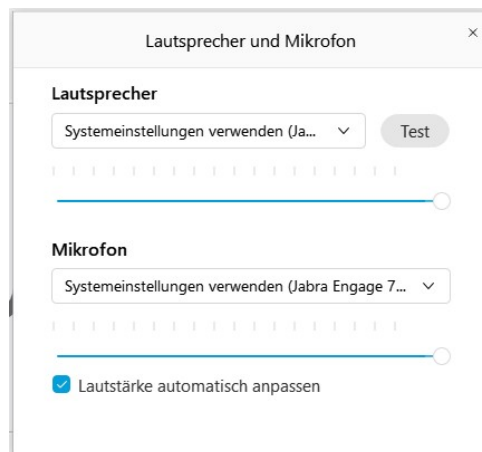 Lautsprecher und Mikrofon
Lautsprecher
Systemeinstellungen verwenden (Ja...
Test
Mikrofon
Systemeinstellungen verwenden (Jabra Engage 7...
Lautstärke automatisch anpassen